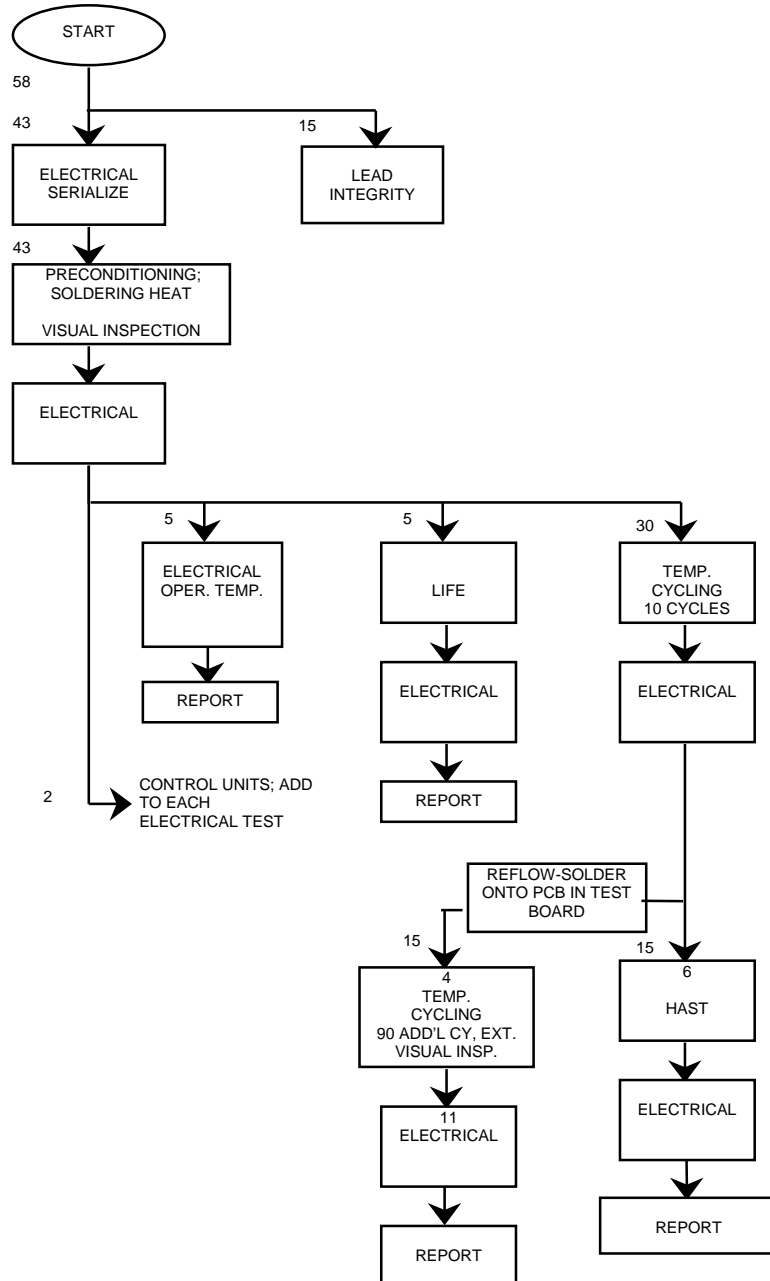 START
58
43
15
ELECTRICAL
SERIALIZE
LEAD
INTEGRITY
43
PRECONDITIONING;
SOLDERING HEAT
VISUAL INSPECTION
ELECTRICAL
5
5
30
ELECTRICAL
OPER. TEMP.
LIFE
TEMP.
CYCLING
10 CYCLES
REPORT
ELECTRICAL
ELECTRICAL
2
CONTROL UNITS; ADD
TO EACH
ELECTRICAL TEST
REPORT
REFLOW-SOLDER
ONTO PCB IN TEST
BOARD
15
15
4
TEMP.
CYCLING
90 ADD'L CY, EXT.
VISUAL INSP.
6
HAST
11
ELECTRICAL
ELECTRICAL
REPORT
REPORT